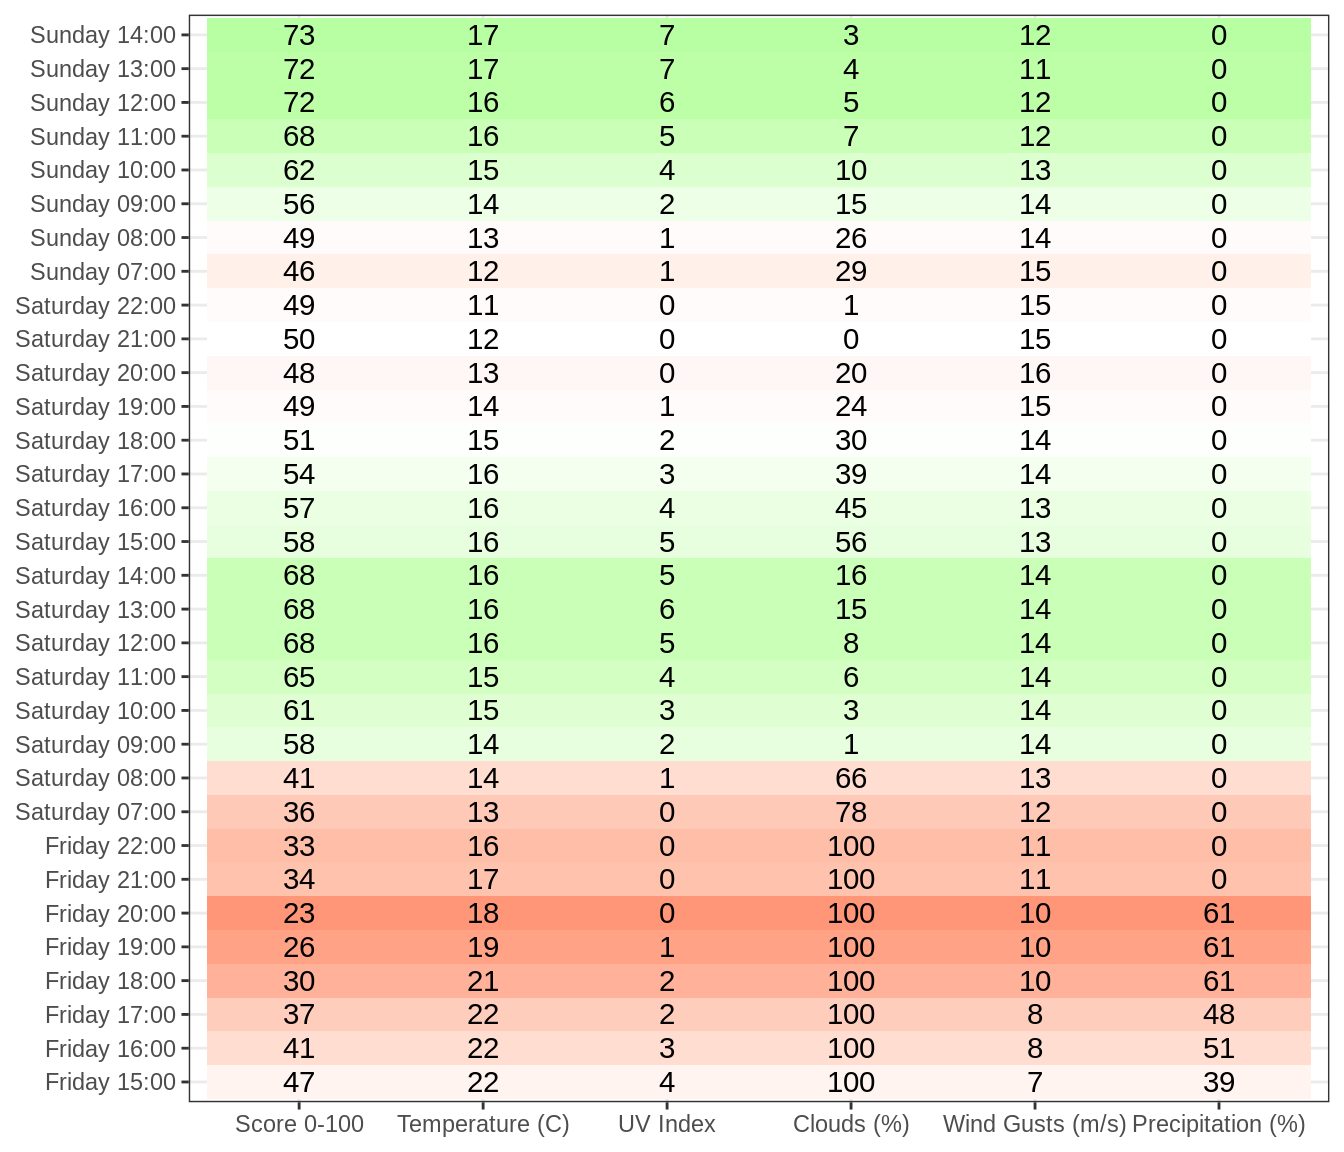 Sunday 14:00 73 17 7 3 12 0
Sunday 13:00 72 17 7 4 11 0
Sunday 12:00 72 16 6 5 12 0
Sunday 11:00 68 16 5 7 12 0
Sunday 10:00 62 15 4 10 13 0
Sunday 09:00 56 14 2 15 14 0
Sunday 08:00 49 13 1 26 14 0
Sunday 07:00 46 12 1 29 15 0
Saturday 22:00 49 11 0 1 15 0
Saturday 21:00 50 12 0 0 15 0
Saturday 20:00 48 13 0 20 16 0
Saturday 19:00 49 14 1 24 15 0
Saturday 18:00 51 15 2 30 14 0
Saturday 17:00 54 16 3 39 14 0
Saturday 16:00 57 16 4 45 13 0
Saturday 15:00 58 16 5 56 13 0
Saturday 14:00 68 16 5 16 14 0
Saturday 13:00 68 16 6 15 14 0
Saturday 12:00 68 16 5 8 14 0
Saturday 11:00 65 15 4 6 14 0
Saturday 10:00 61 15 3 3 14 0
Saturday 09:00 58 14 2 1 14 0
Saturday 08:00 41 14 1 66 13 0
Saturday 07:00 36 13 0 78 12 0
Friday 22:00 33 16 0 100 11 0
Friday 21:00 34 17 0 100 11 0
Friday 20:00 23 18 0 100 10 61
Friday 19:00 26 19 1 100 10 61
Friday 18:00 30 21 2 100 10 61
Friday 17:00 37 22 2 100 8 48
Friday 16:00 41 22 3 100 8 51
Friday 15:00 47 22 4 100 7 39
Score 0-100 Temperature (C) UV Index Clouds (%) Wind Gusts (m/s) Precipitation (%)